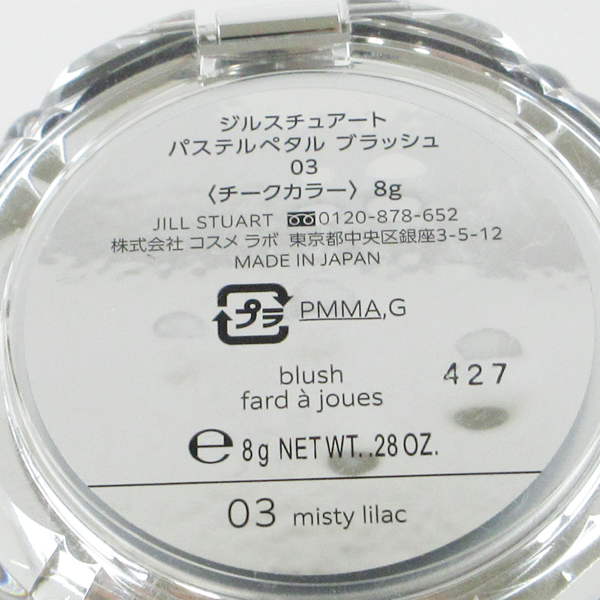 ジルスチュアート
パステルペタル ブラッシュ
03
〈チークカラー〉 8g
JILL STUART 0120-878-652
株式会社 コスメ ラボ 東京都中央区銀座3-5-12
MADE IN JAPAN
プラ PMMA,G
blush 427
fard à joues
℮ 8g NET WT. .28 OZ.
03 misty lilac